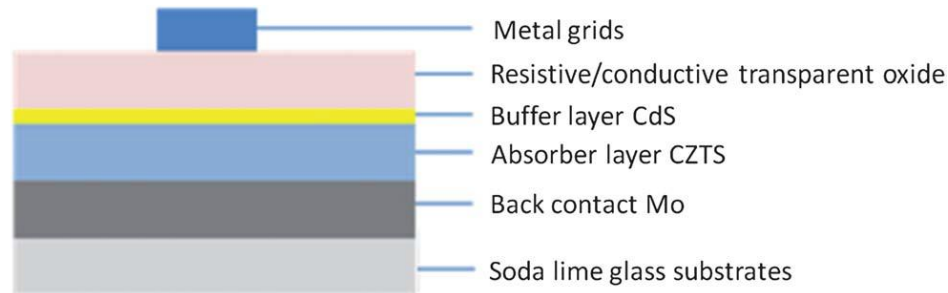 Metal grids
Resistive/conductive transparent oxide
Buffer layer CdS
Absorber layer CZTS
Back contact Mo
Soda lime glass substrates